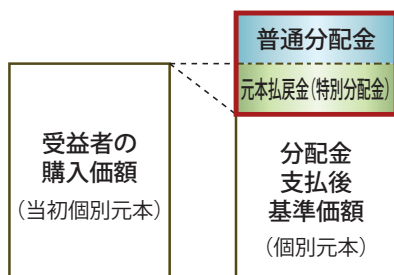 普通分配金
元本払戻金(特別分配金)
受益者の
購入価額
(当初個別元本)
分配金
支払後
基準価額
(個別元本)